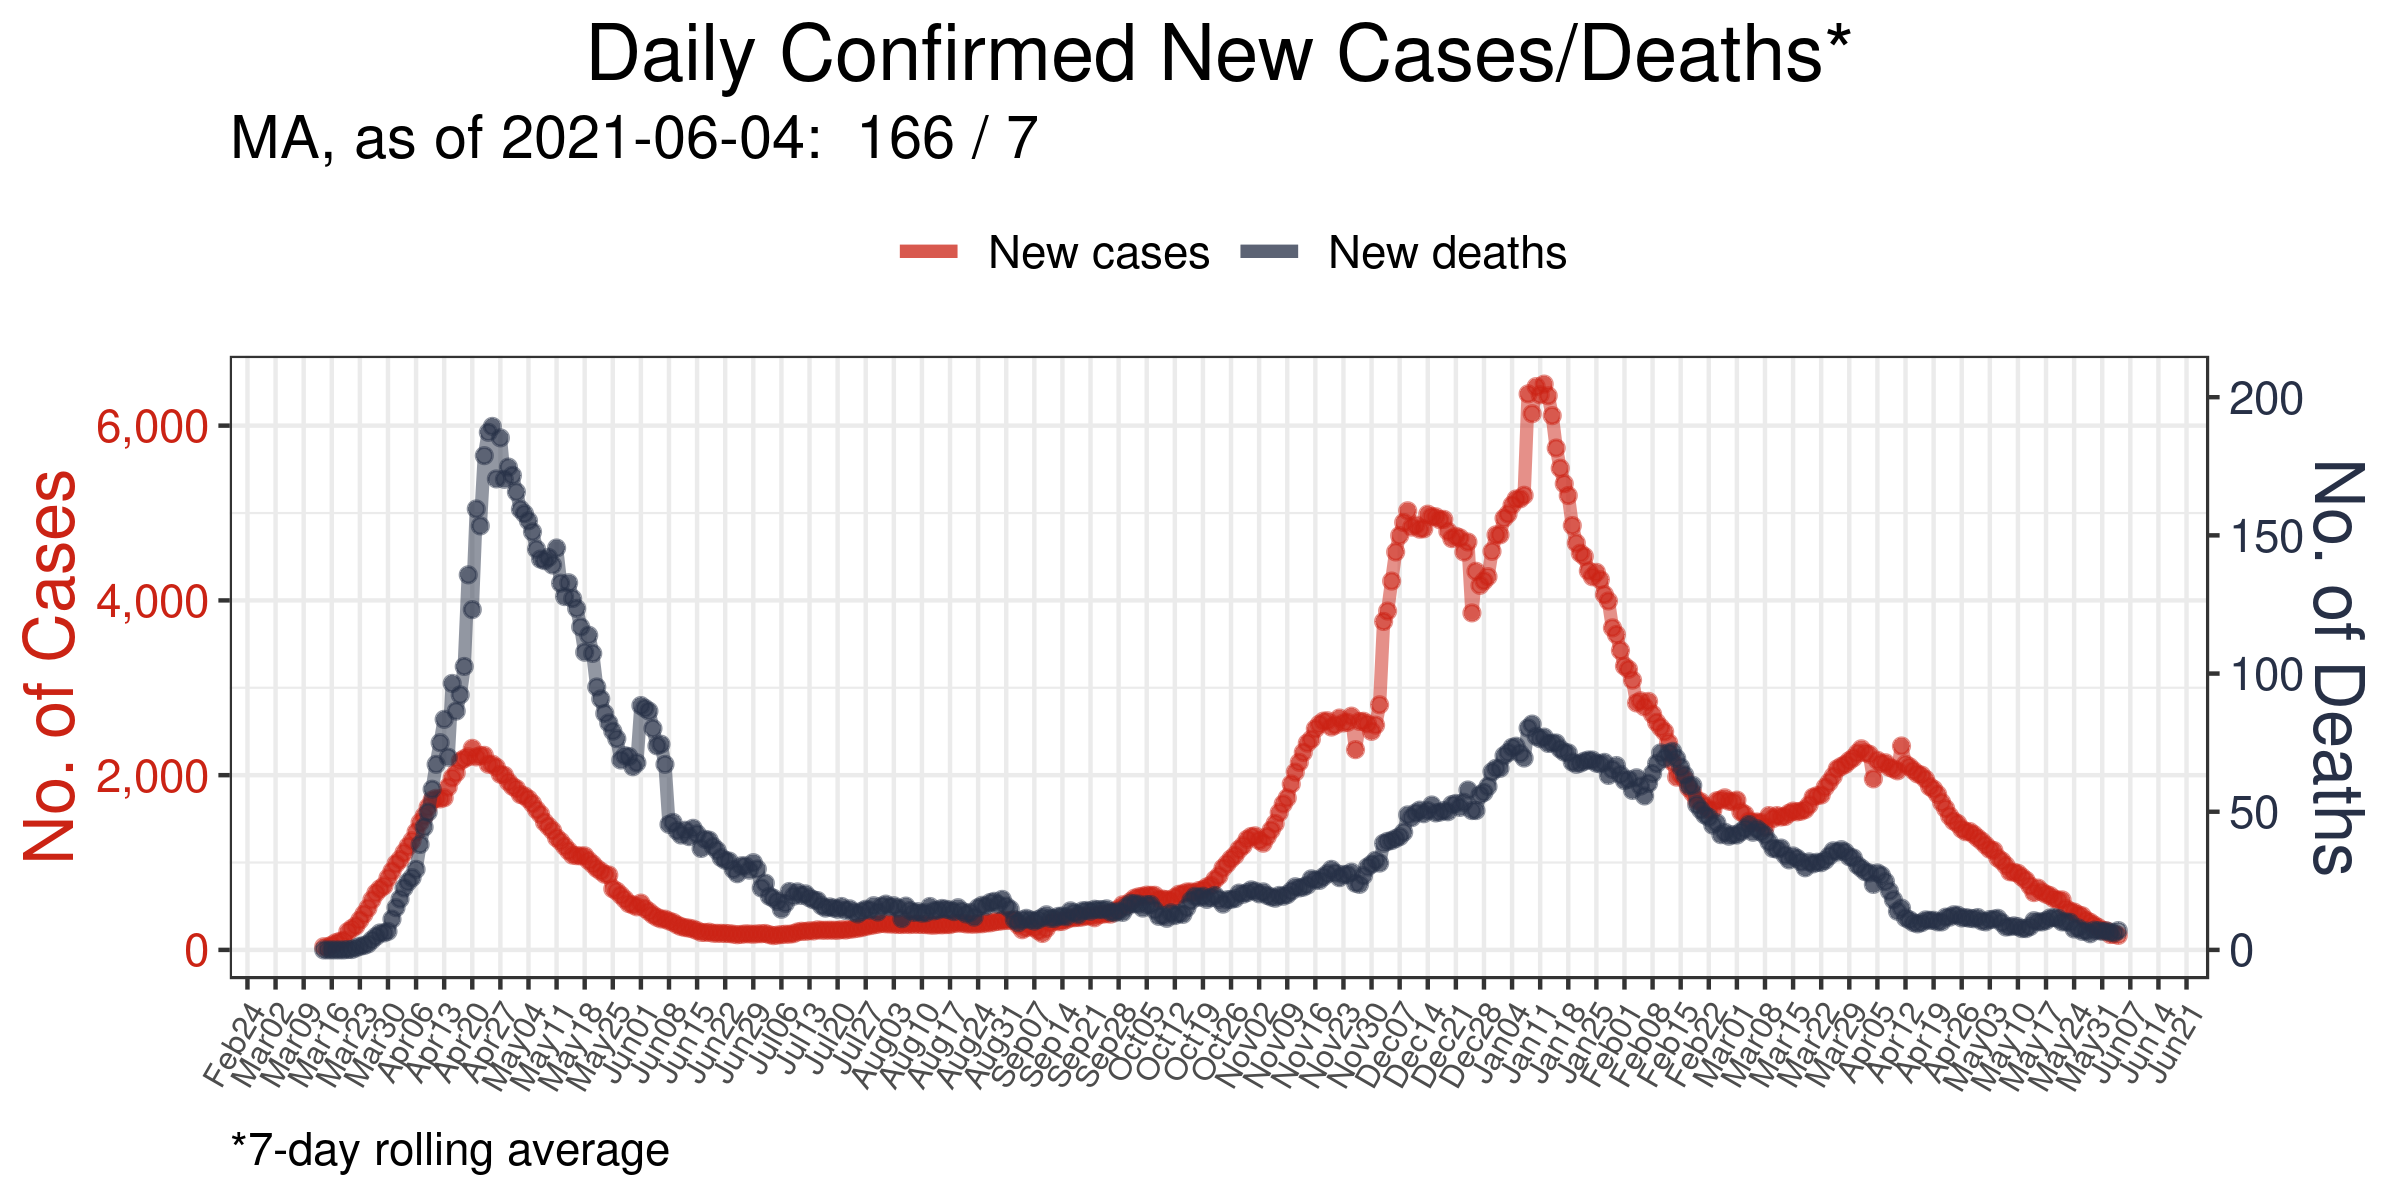 Daily Confirmed New Cases/Deaths*
MA, as of 2021-06-04:  166 / 7
New cases
New deaths
No. of Cases
6,000
4,000
2,000
0
200
150
100
50
0
No. of Deaths
Feb24
Mar02
Mar09
Mar16
Mar23
Mar30
Apr06
Apr13
Apr20
Apr27
May04
May11
May18
May25
Jun01
Jun08
Jun15
Jun22
Jun29
Jul06
Jul13
Jul20
Jul27
Aug03
Aug10
Aug17
Aug24
Aug31
Sep07
Sep14
Sep21
Sep28
Oct05
Oct12
Oct19
Oct26
Nov02
Nov09
Nov16
Nov23
Nov30
Dec07
Dec14
Dec21
Dec28
Jan04
Jan11
Jan18
Jan25
Feb01
Feb08
Feb15
Feb22
Mar01
Mar08
Mar15
Mar22
Mar29
Apr05
Apr12
Apr19
Apr26
May03
May10
May17
May24
May31
Jun07
Jun14
Jun21
*7-day rolling average